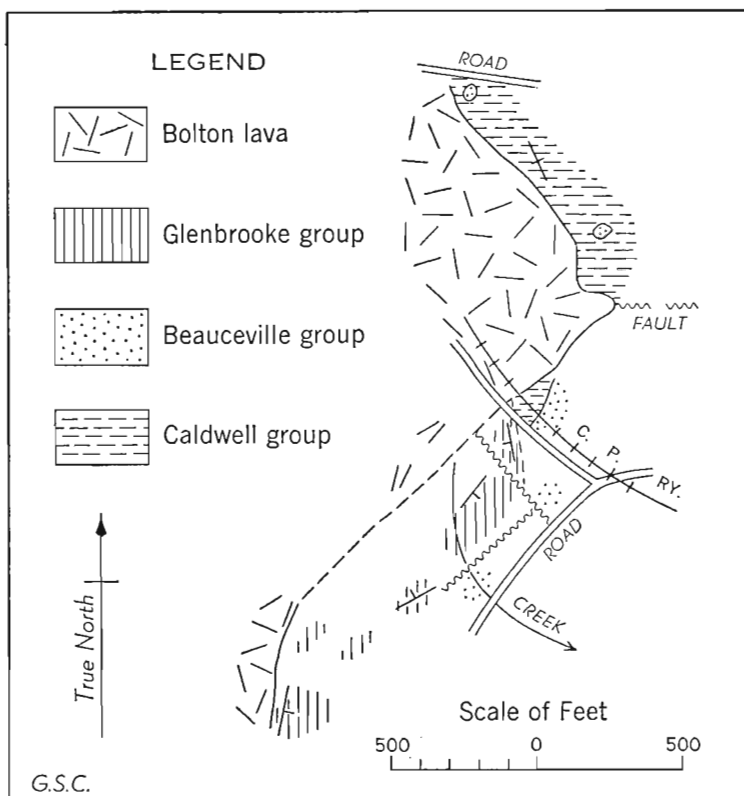 LEGEND
Bolton lava
Glenbrooke group
Beauceville group
Caldwell group
True North
G.S.C.
ROAD
FAULT
C. P. RY.
ROAD
CREEK
Scale of Feet
500 0 500